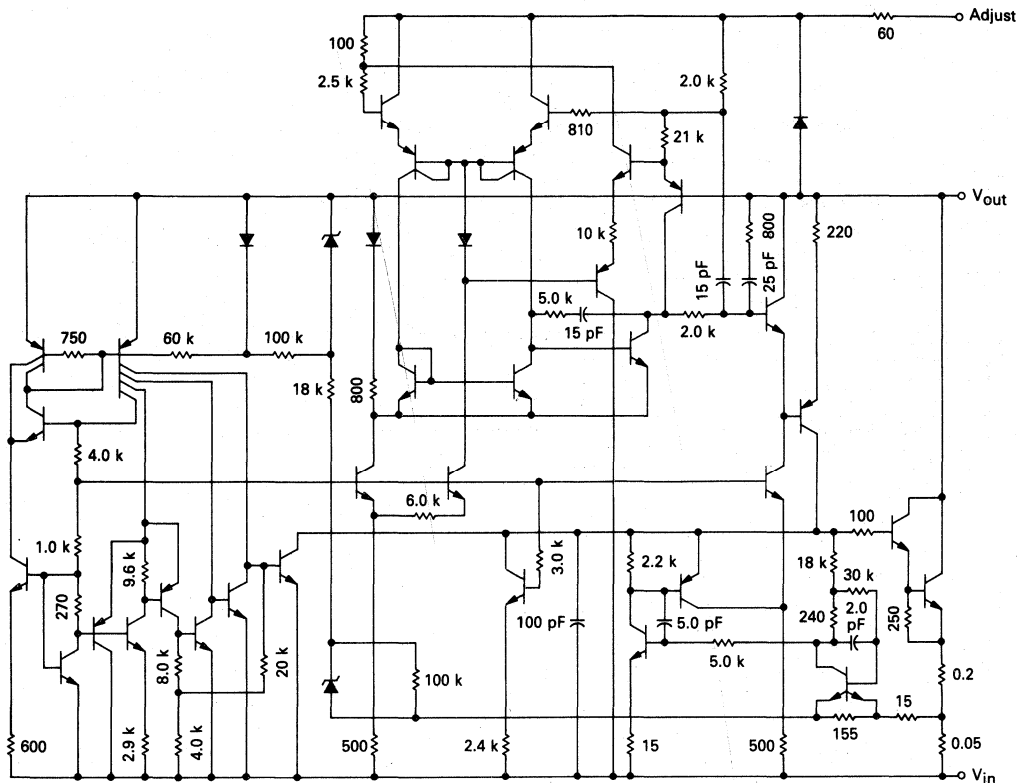 Adjust
60
100
2.5 k
2.0 k
810
21 k
Vout
10 k
15 pF
800
25 pF
220
5.0 k
15 pF
2.0 k
750
60 k
100 k
18 k
800
4.0 k
6.0 k
1.0 k
9.6 k
3.0 k
2.2 k
100
18 k
30 k
270
100 pF
5.0 pF
240
2.0
pF
250
8.0 k
20 k
100 k
5.0 k
0.2
15
155
600
2.9 k
4.0 k
500
2.4 k
15
500
0.05
Vin